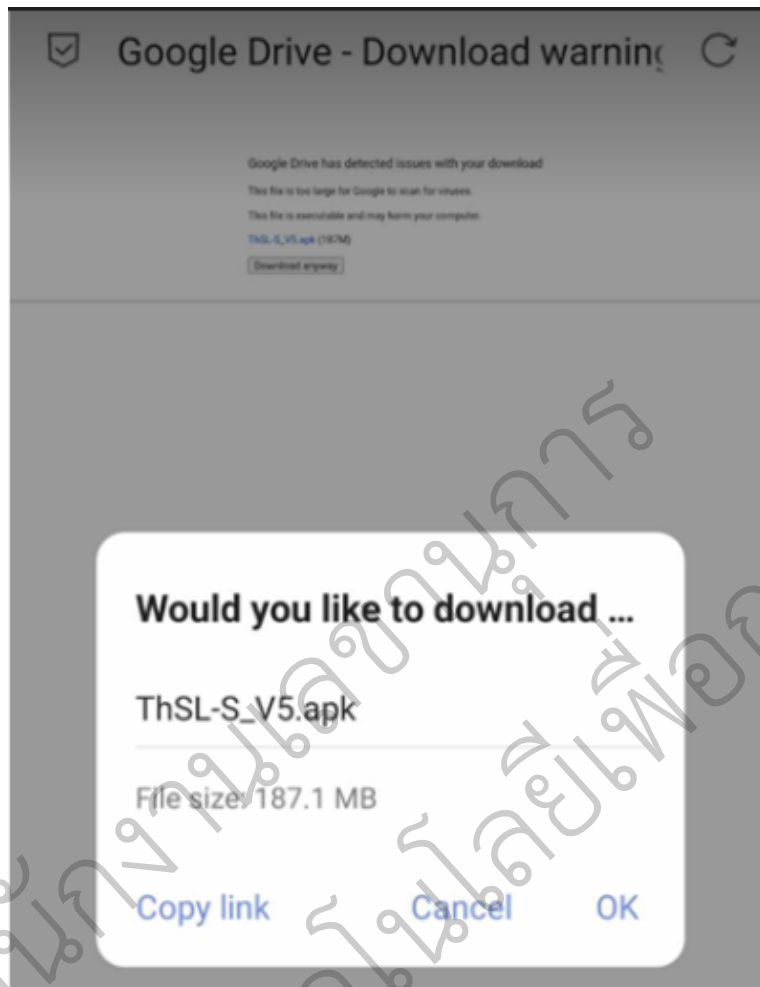 Google Drive - Download warning
Google Drive has detected issues with your download
This file is too large for Google to scan for viruses.
This file is executable and may harm your computer.
ThSL-S_V5.apk (187M)
Download anyway
Would you like to download ...
ThSL-S_V5.apk
File size: 187.1 MB
Copy link Cancel OK